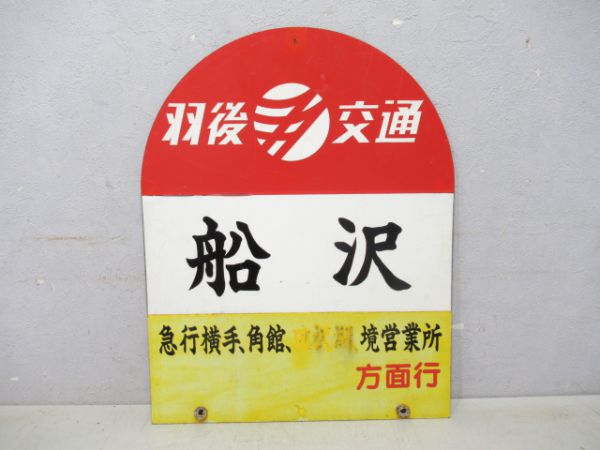 羽後交通
船沢
急行横手、角館、 境営業所
方面行